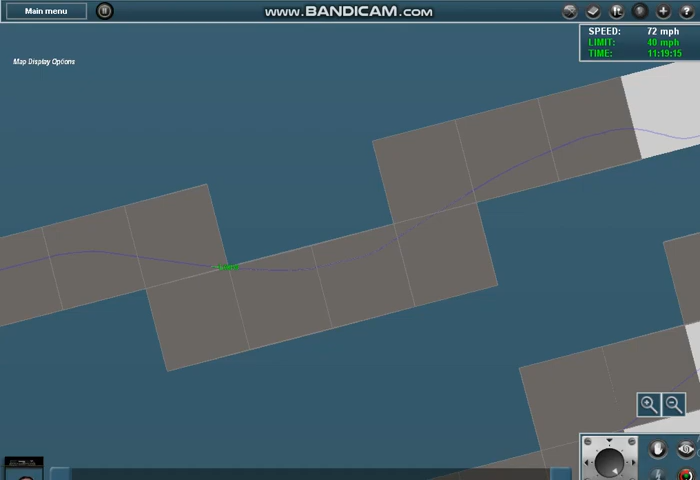 Main menu
www.BANDICAM.com
SPEED: 72 mph
LIMIT: 40 mph
TIME: 11:19:15
Map Display Options